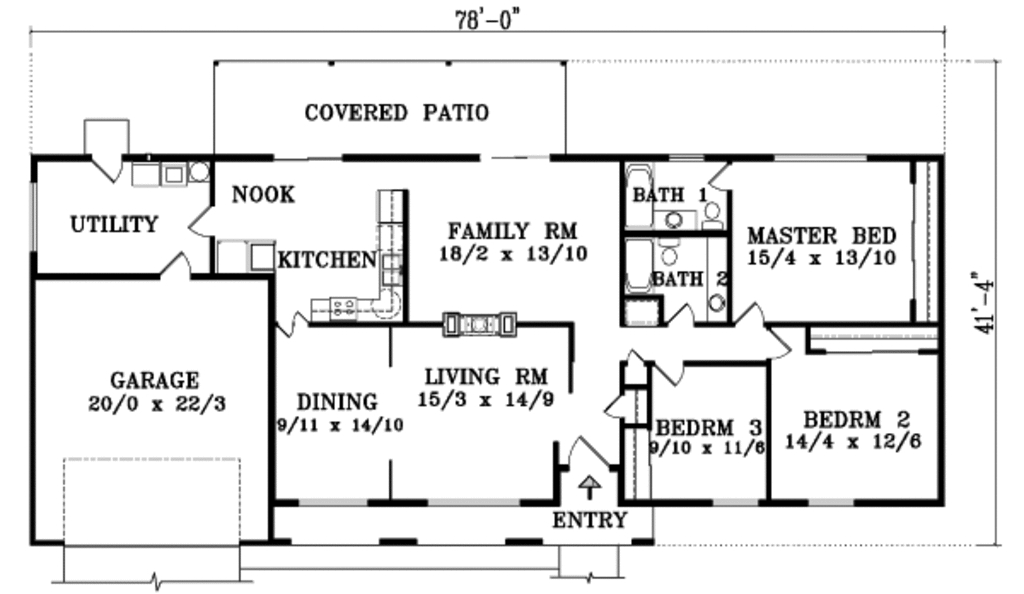 78'-0"
COVERED PATIO
NOOK
UTILITY
KITCHEN
FAMILY RM
18/2 x 13/10
BATH 1
BATH 2
MASTER BED
15/4 x 13/10
41'-4"
GARAGE
20/0 x 22/3
DINING
9/11 x 14/10
LIVING RM
15/3 x 14/9
BEDRM 3
9/10 x 11/6
BEDRM 2
14/4 x 12/6
ENTRY